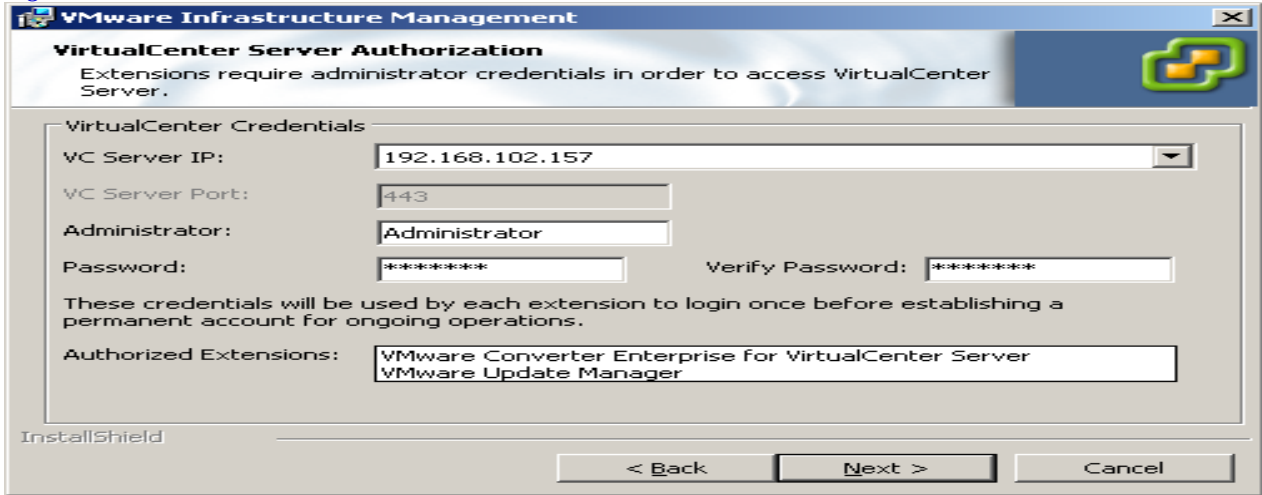 VMware Infrastructure Management
VirtualCenter Server Authorization
Extensions require administrator credentials in order to access VirtualCenter
Server.
VirtualCenter Credentials
VC Server IP: 192.168.102.157
VC Server Port: 443
Administrator: Administrator
Password: ******* Verify Password: *******
These credentials will be used by each extension to login once before establishing a
permanent account for ongoing operations.
Authorized Extensions: VMware Converter Enterprise for VirtualCenter Server
VMware Update Manager
InstallShield
< Back Next > Cancel